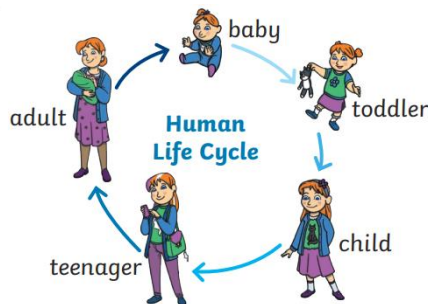 baby
toddler
child
teenager
adult
Human
Life Cycle